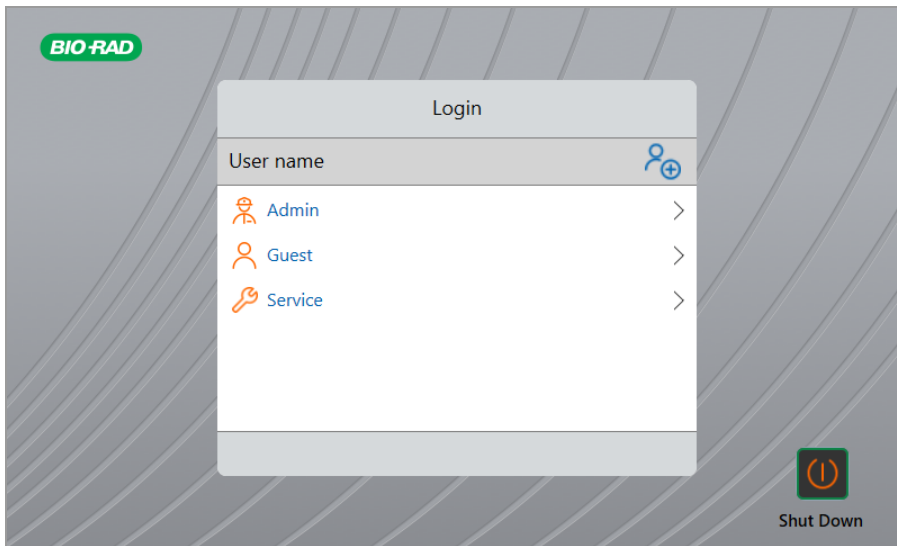 BIO-RAD
Login
User name
Admin
Guest
Service
Shut Down